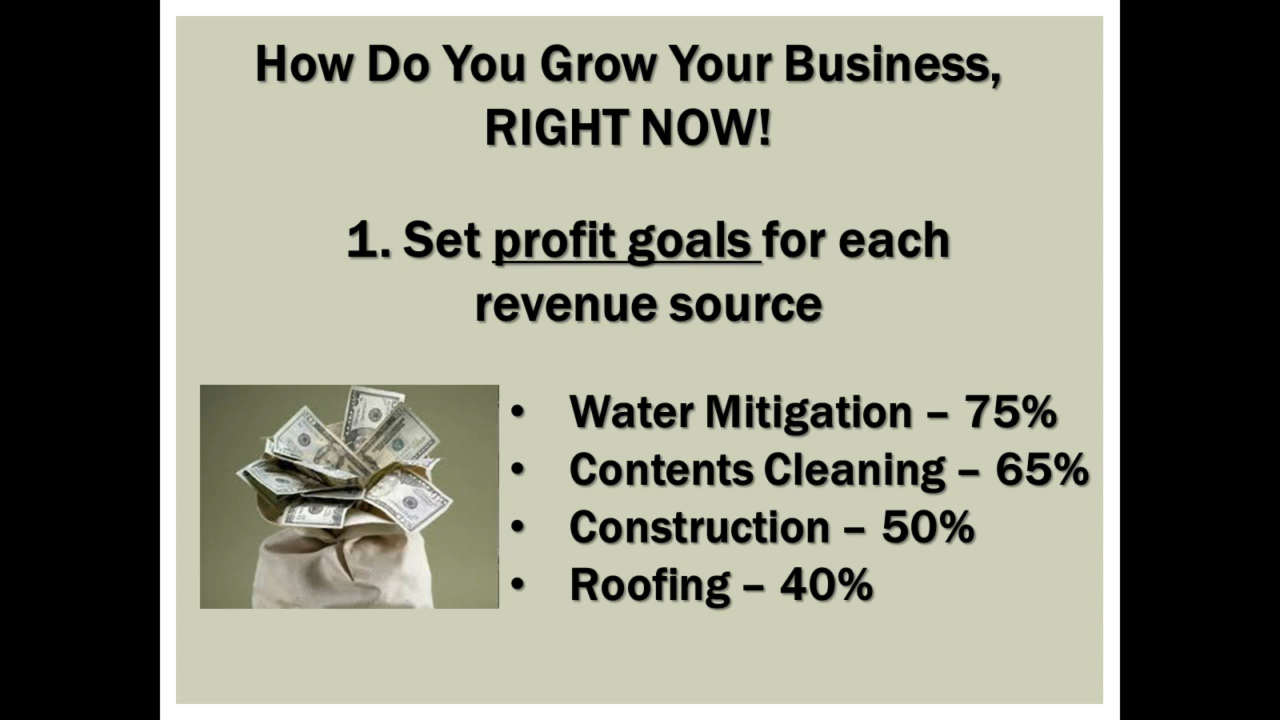 How Do You Grow Your Business,
RIGHT NOW!
1. Set profit goals for each
revenue source
• Water Mitigation – 75%
• Contents Cleaning – 65%
• Construction – 50%
• Roofing – 40%